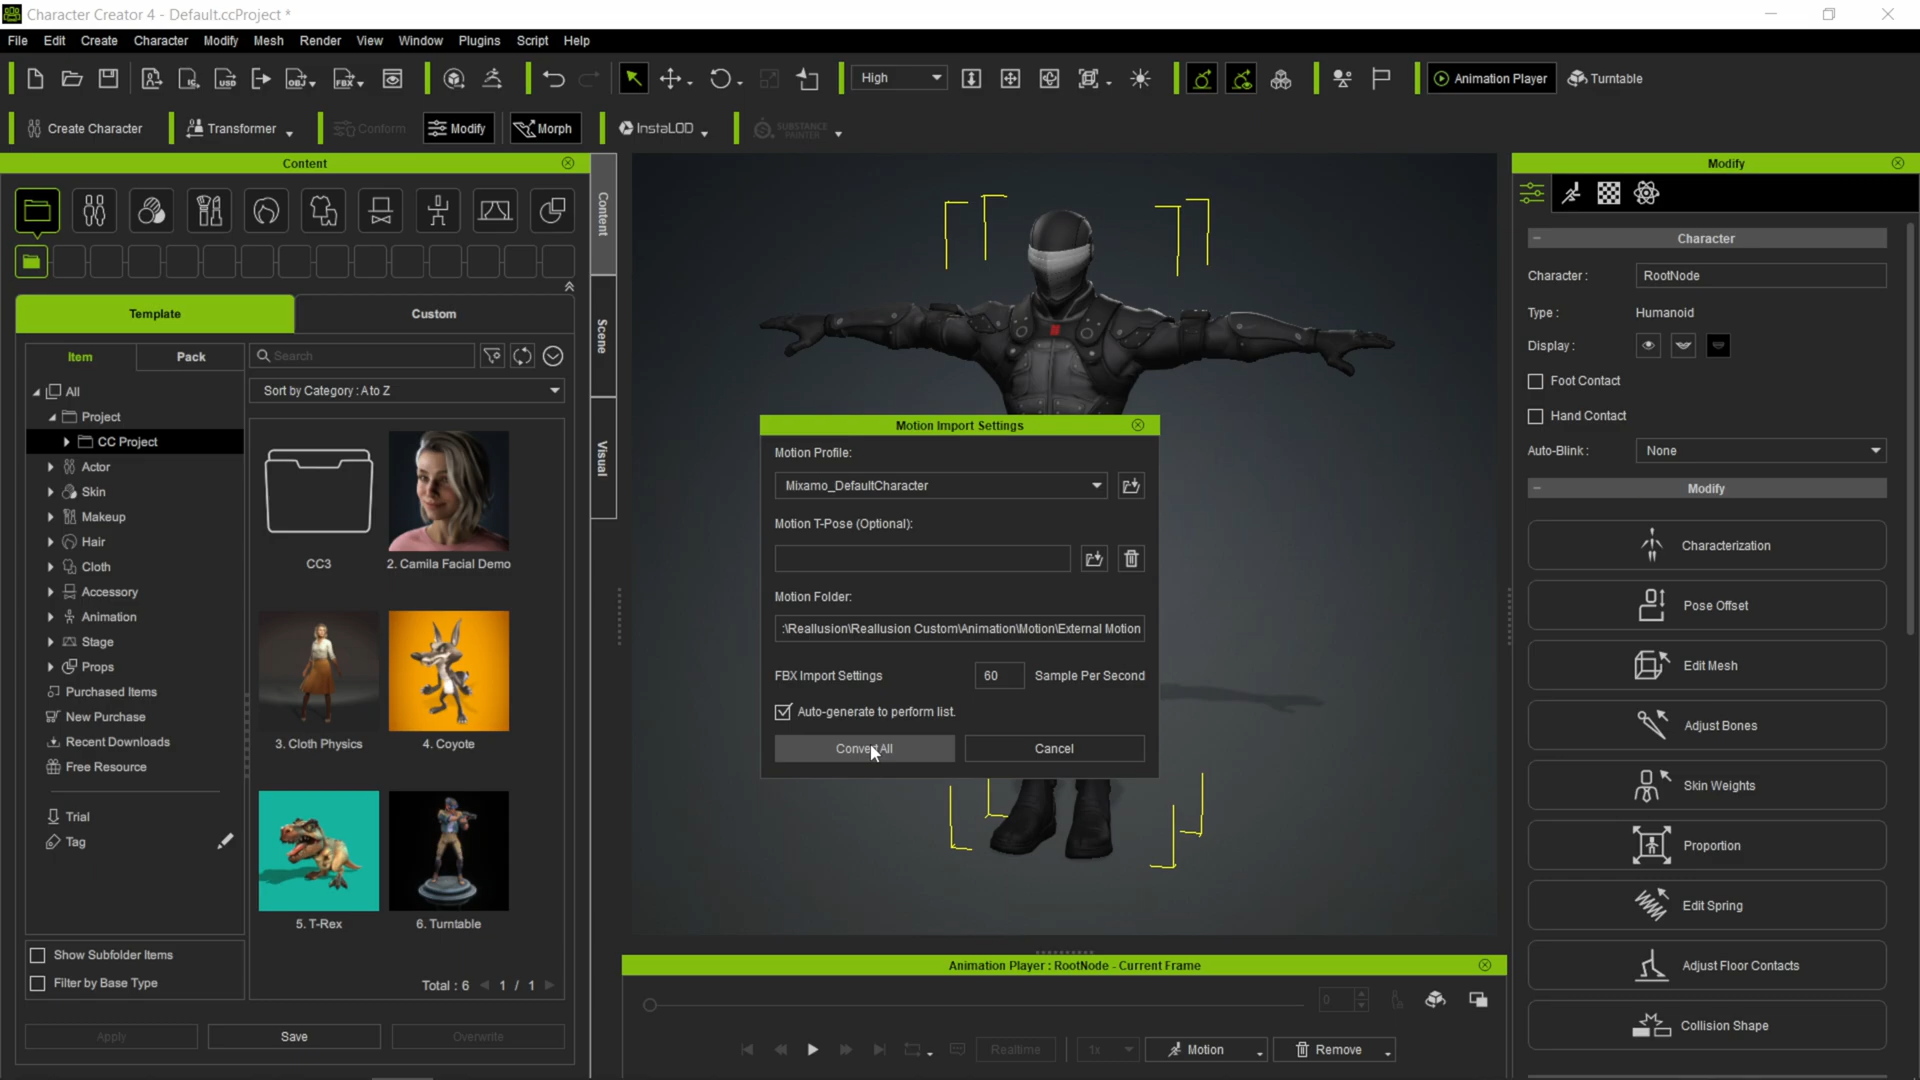 Character Creator 4 - Default.ccProject *
File Edit Create Character Modify Mesh Render View Window Plugins Script Help
High
Animation Player
Turntable
Create Character
Transformer
Conform
Modify
Morph
InstaLOD
SUBSTANCE PAINTER
Content
Content
Scene
Visual
Template
Custom
Item
Pack
Search
Sort by Category : A to Z
All
Project
CC Project
Actor
Skin
Makeup
Hair
Cloth
Accessory
Animation
Stage
Props
Purchased Items
New Purchase
Recent Downloads
Free Resource
Trial
Tag
CC3
2. Camila Facial Demo
3. Cloth Physics
4. Coyote
5. T-Rex
6. Turntable
Show Subfolder Items
Filter by Base Type
Total : 6
1 / 1
Apply
Save
Overwrite
Motion Import Settings
Motion Profile:
Mixamo_DefaultCharacter
Motion T-Pose (Optional):
Motion Folder:
:\Reallusion\Reallusion Custom\Animation\Motion\External Motion
FBX Import Settings
60
Sample Per Second
Auto-generate to perform list.
Convert All
Cancel
Animation Player : RootNode - Current Frame
0
Realtime
1x
Motion
Remove
Modify
Character
Character :
RootNode
Type :
Humanoid
Display :
Foot Contact
Hand Contact
Auto-Blink :
None
Modify
Characterization
Pose Offset
Edit Mesh
Adjust Bones
Skin Weights
Proportion
Edit Spring
Adjust Floor Contacts
Collision Shape